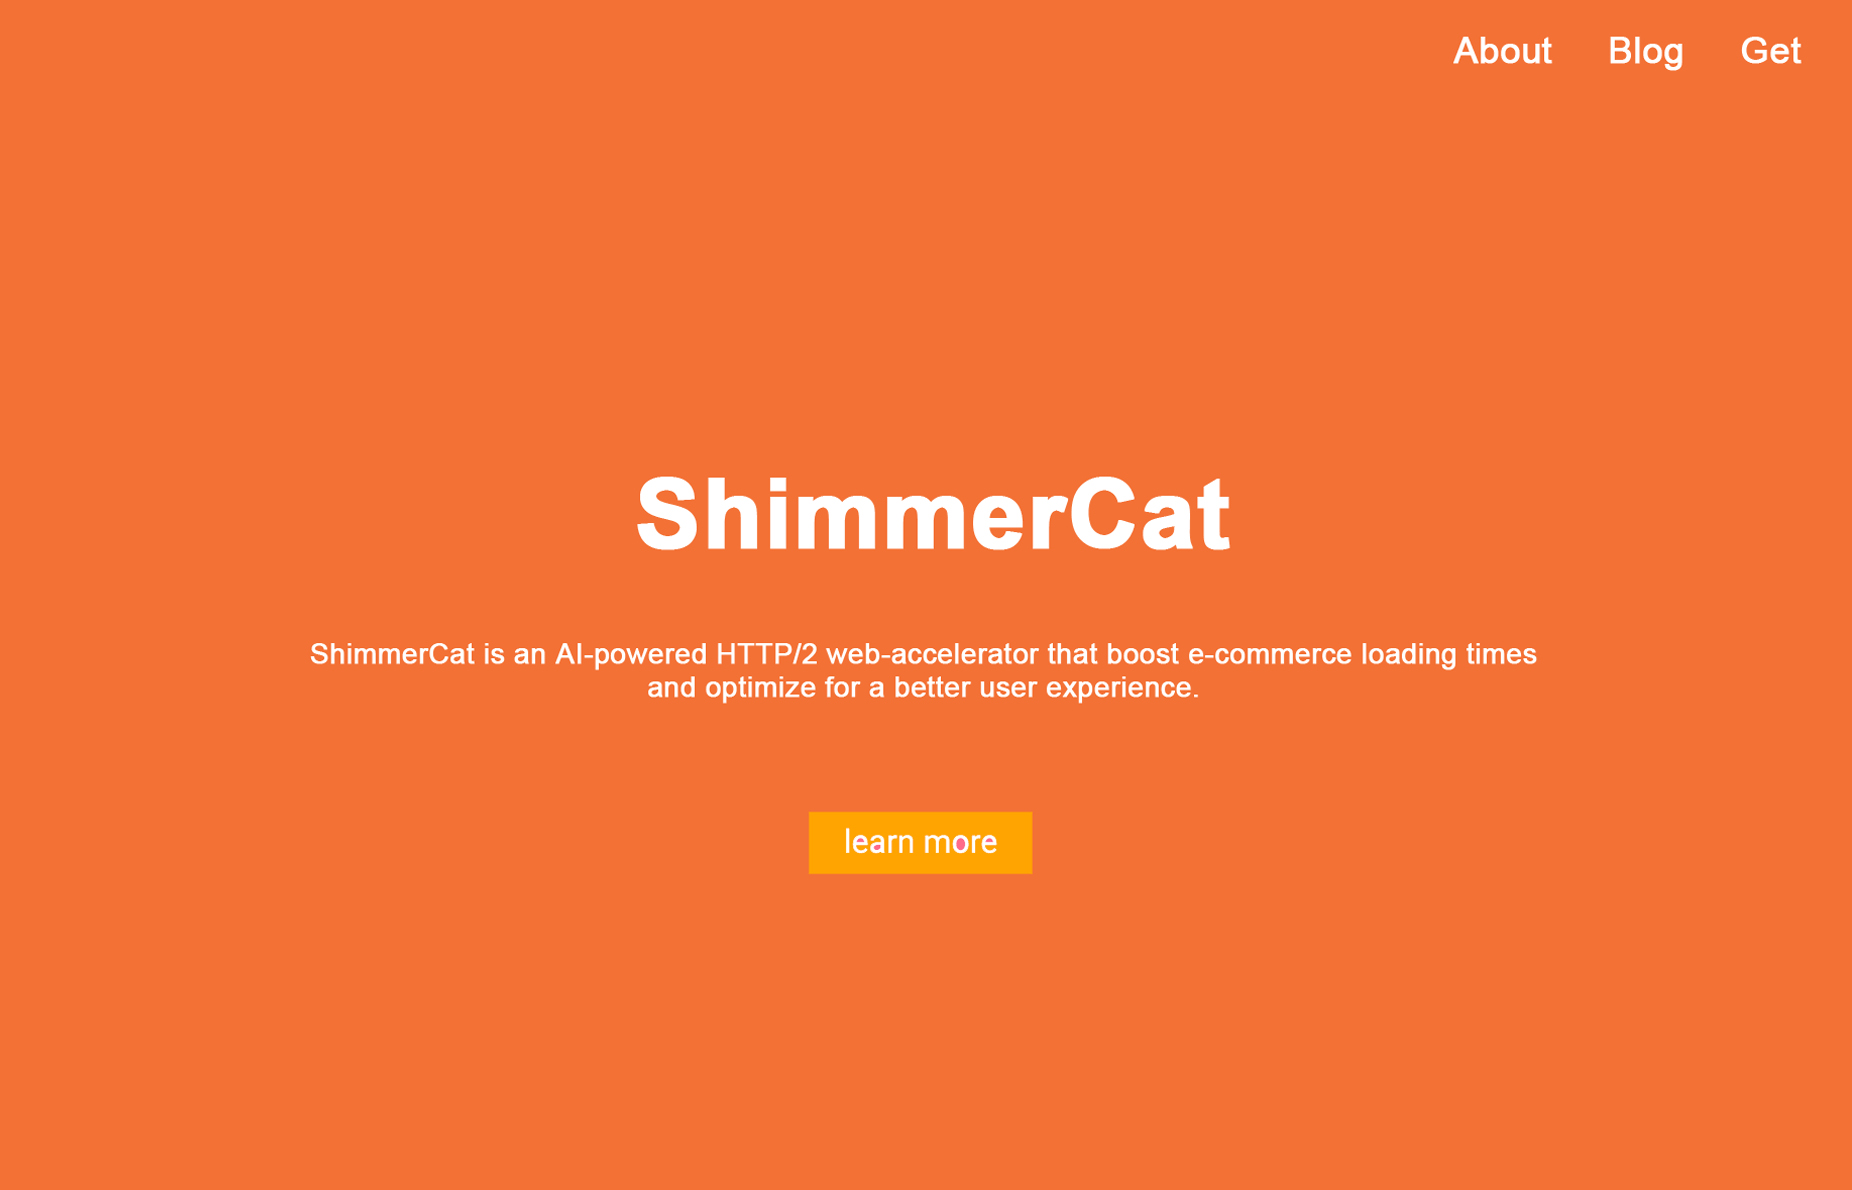 About Blog Get
ShimmerCat
ShimmerCat is an AI-powered HTTP/2 web-accelerator that boost e-commerce loading times
and optimize for a better user experience.
learn more